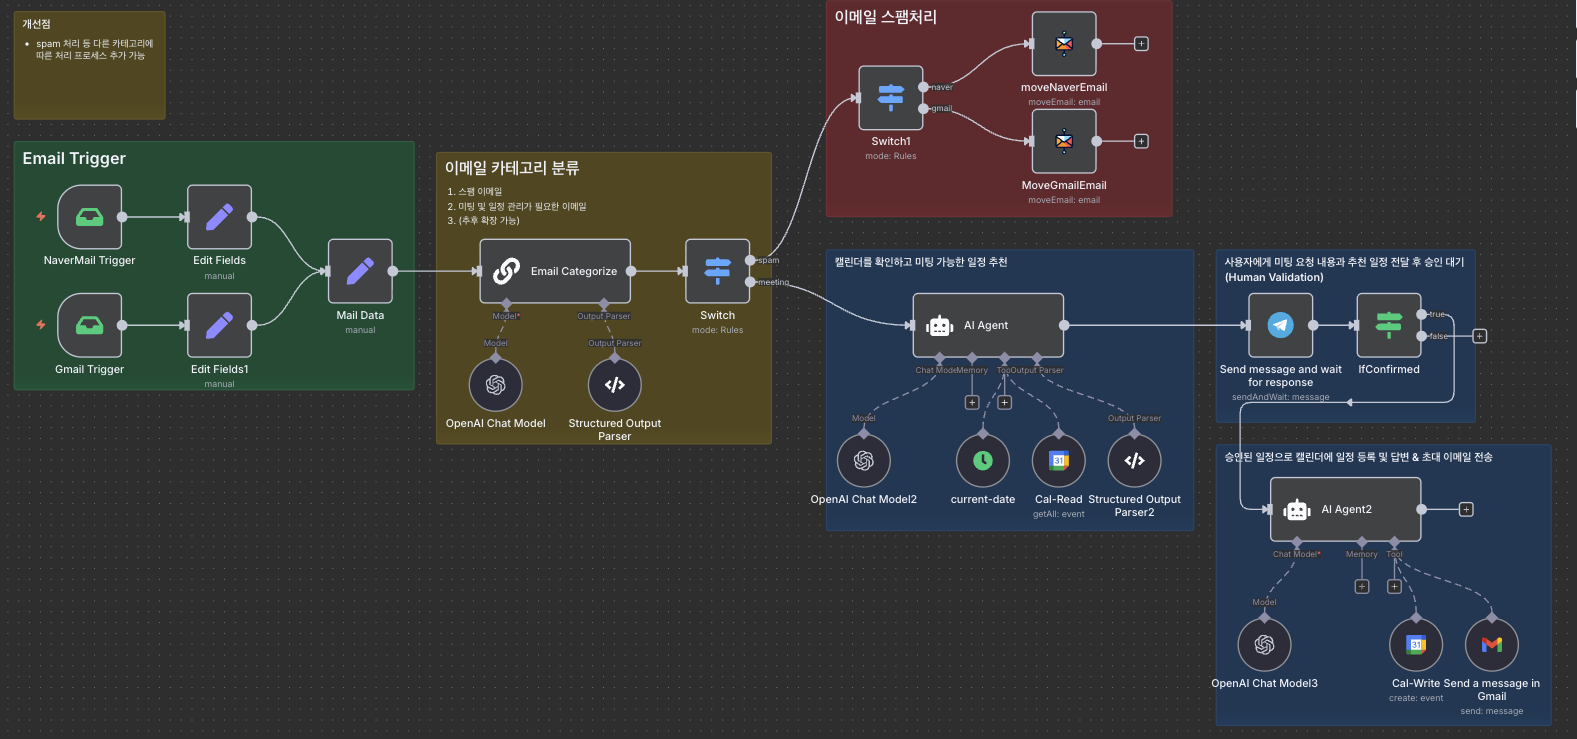 개선점
spam 처리 등 다른 카테고리에
따른 처리 프로세스 추가 가능
Email Trigger
NaverMail Trigger
Edit Fields
manual
Gmail Trigger
Edit Fields1
manual
Mail Data
manual
이메일 카테고리 분류
1. 스팸 이메일
2. 미팅 및 일정 관리가 필요한 이메일
3. (추후 확장 가능)
Email Categorize
Model*
Output Parser
Model
Output Parser
OpenAI Chat Model
Structured Output
Parser
Switch
mode: Rules
spam
meeting
이메일 스팸처리
Switch1
mode: Rules
naver
gmail
moveNaverEmail
moveEmail: email
MoveGmailEmail
moveEmail: email
캘린더를 확인하고 미팅 가능한 일정 추천
AI Agent
Chat Model
Memory
Tool
Output Parser
Model
Output Parser
OpenAI Chat Model2
current-date
31
Cal-Read
getAll: event
Structured Output
Parser2
사용자에게 미팅 요청 내용과 추천 일정 전달 후 승인 대기
(Human Validation)
Send message and wait
for response
sendAndWait: message
IfConfirmed
true
false
승인된 일정으로 캘린더에 일정 등록 및 답변 & 초대 이메일 전송
AI Agent2
Chat Model*
Memory
Tool
Model
OpenAI Chat Model3
31
Cal-Write
create: event
Send a message in
Gmail
send: message